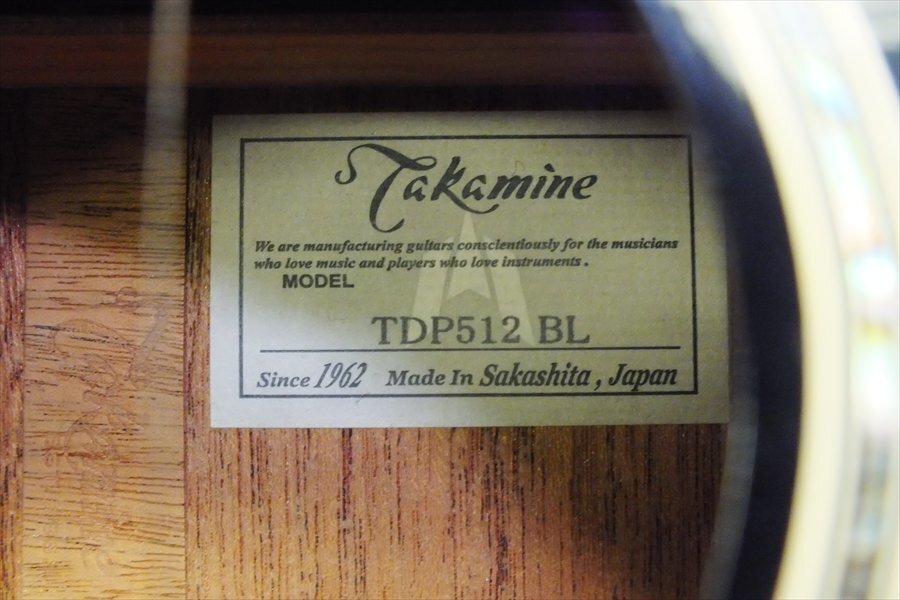 Takamine
We are manufacturing guitars conscientiously for the musicians
who love music and players who love instruments .
MODEL
TDP512 BL
Since 1962 Made In Sakashita , Japan